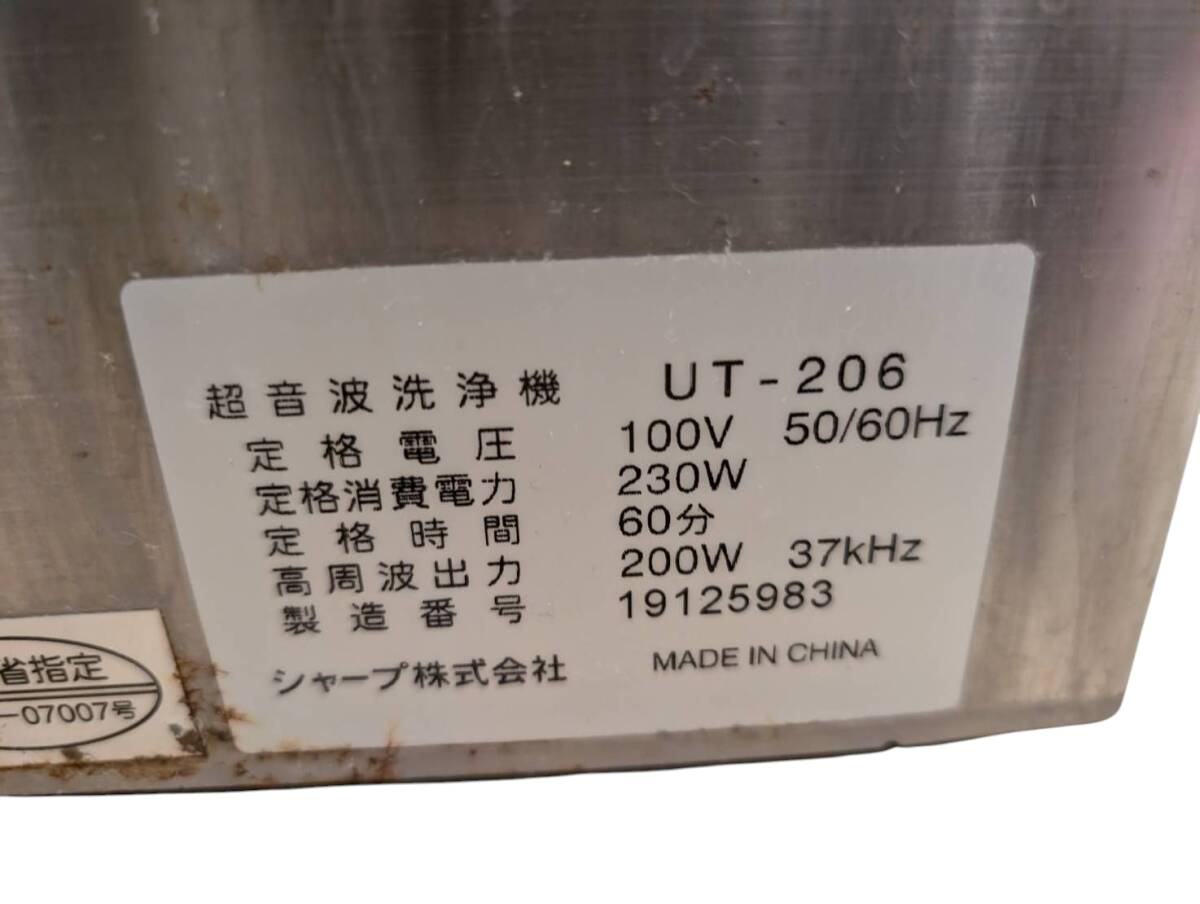 超音波洗浄機 UT-206
定格電圧 100V 50/60Hz
定格消費電力 230W
定格時間 60分
高周波出力 200W 37kHz
製造番号 19125983
シャープ株式会社 MADE IN CHINA
省指定
-07007号